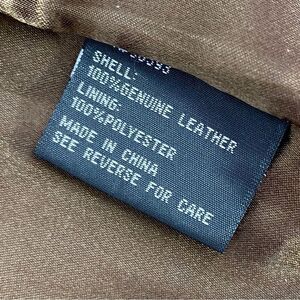 SHELL:
100%GENUINE LEATHER
LINING:
100%POLYESTER
MADE IN CHINA
SEE REVERSE FOR CARE